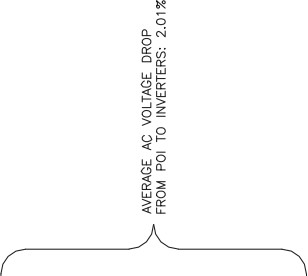 AVERAGE AC VOLTAGE DROP
FROM POI TO INVERTERS: 2.01%